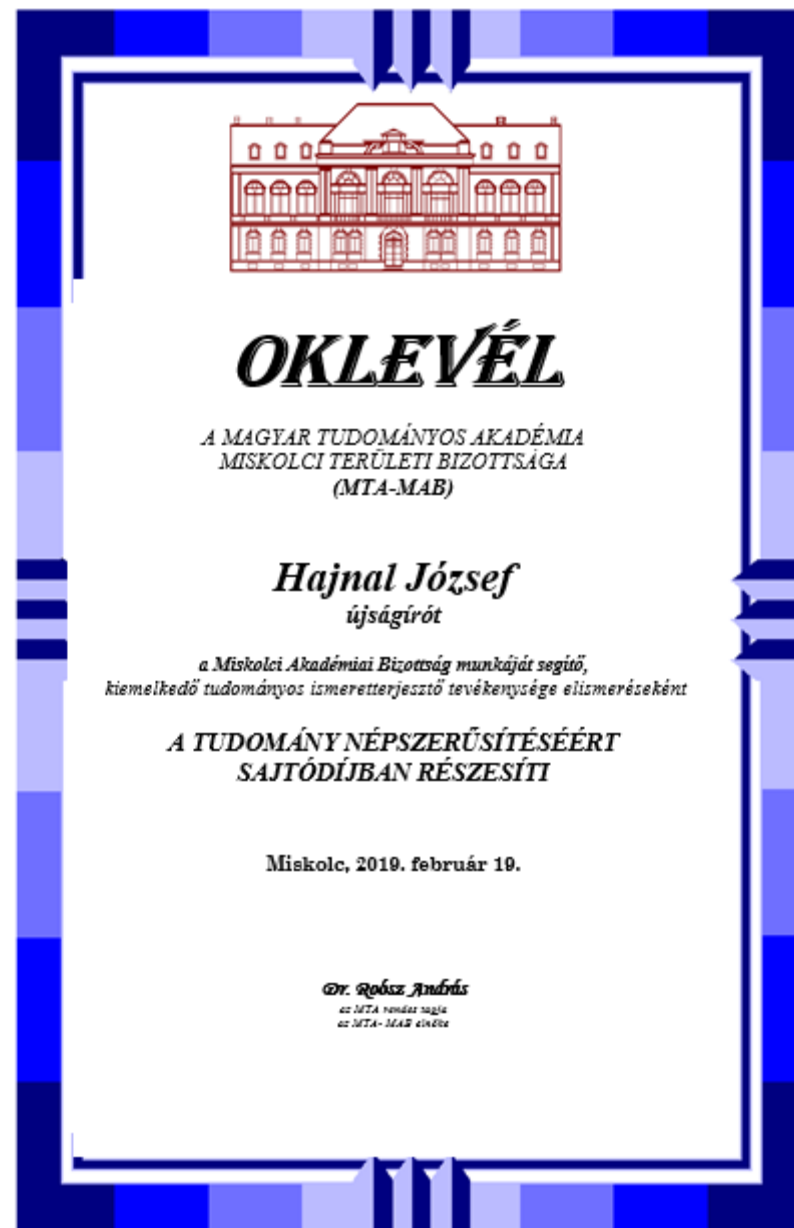 OKLEVÉL
A MAGYAR TUDOMÁNYOS AKADÉMIA
MISKOLCI TERÜLETI BIZOTTSÁGA
(MTA-MAB)
Hajnal József
újságírót
a Miskolci Akadémiai Bizottság munkáját segítő,
kiemelkedő tudományos ismeretterjesztő tevékenysége elismeréseként
A TUDOMÁNY NÉPSZERŰSÍTÉSÉÉRT
SAJTÓDÍJBAN RÉSZESÍTI
Miskolc, 2019. február 19.
Dr. Roósz András
az MTA rendes tagja
az MTA- MAB elnöke